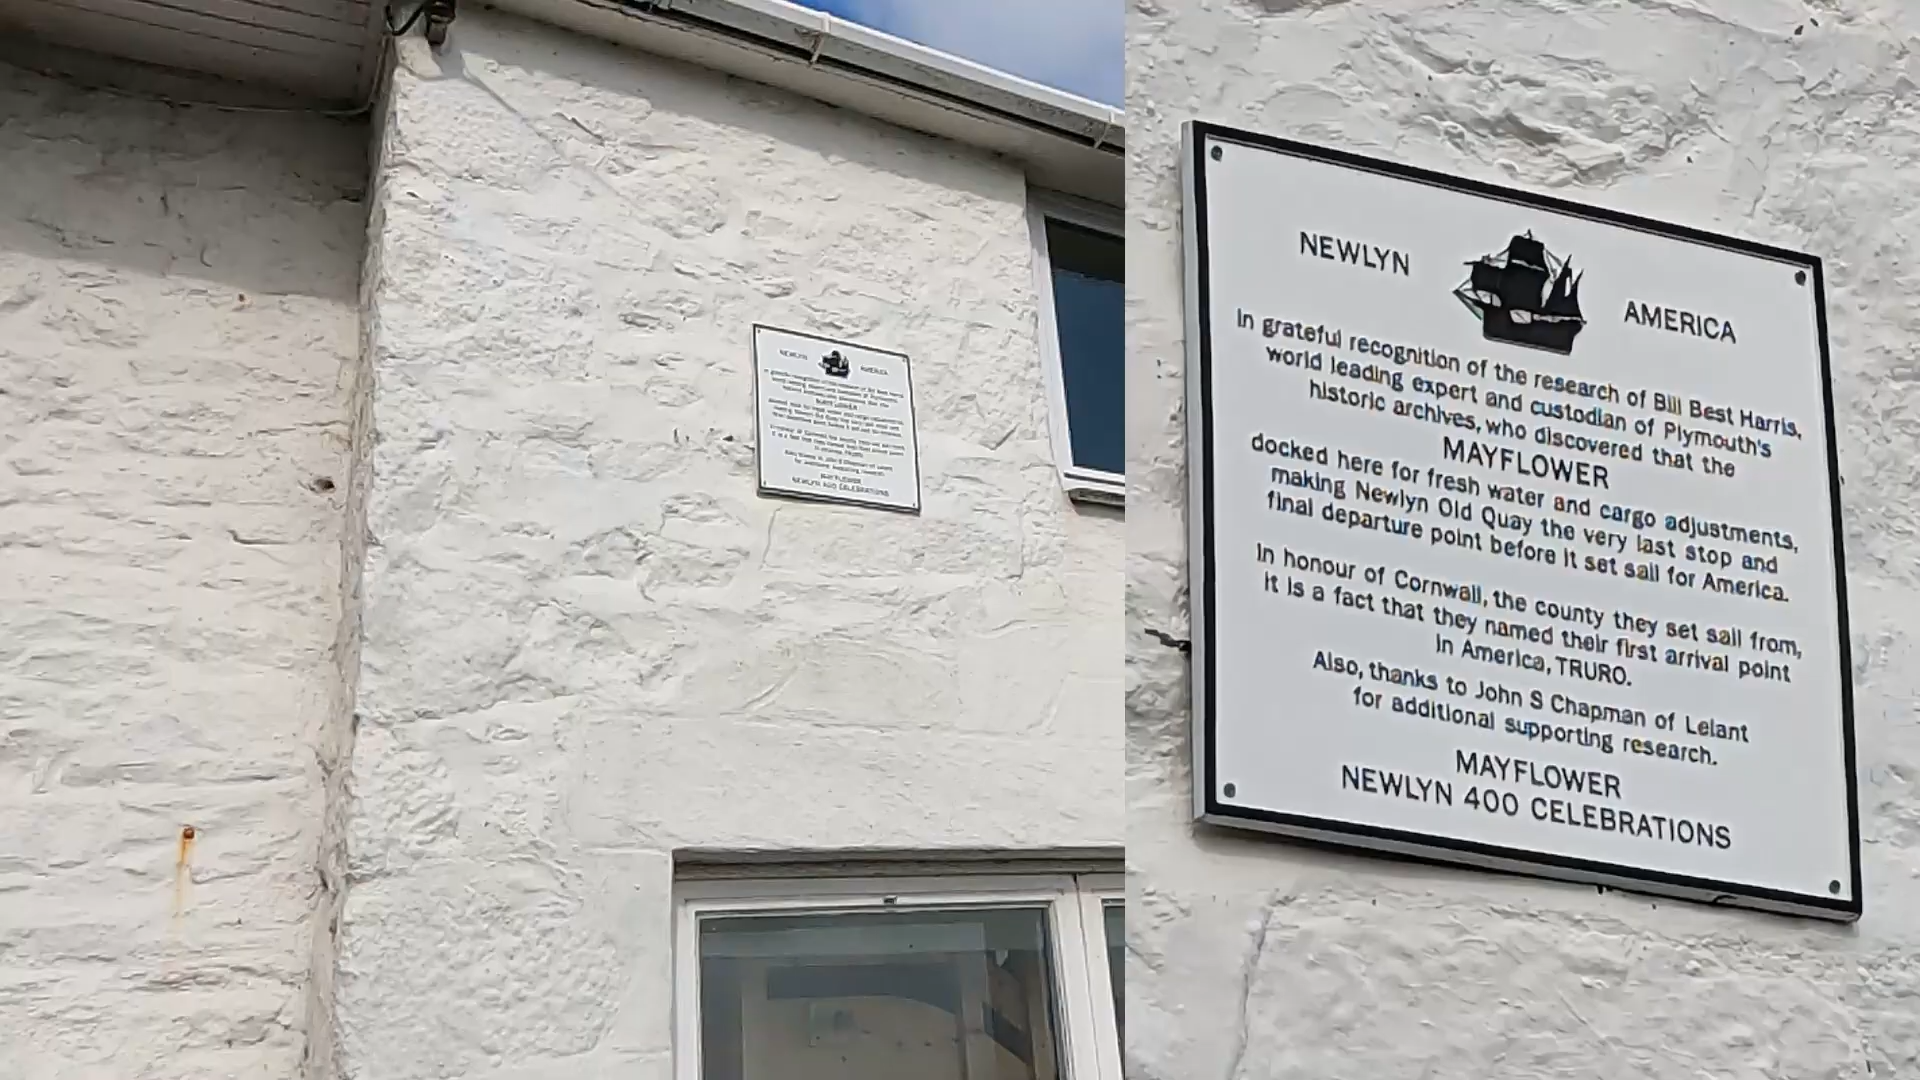 NEWLYN AMERICA
In grateful recognition of the research of Bill Best Harris,
world leading expert and custodian of Plymouth's
historic archives, who discovered that the
MAYFLOWER
docked here for fresh water and cargo adjustments,
making Newlyn Old Quay the very last stop and
final departure point before it set sail for America.
In honour of Cornwall, the county they set sail from,
it is a fact that they named their first arrival point
in America, TRURO.
Also, thanks to John S Chapman of Lelant
for additional supporting research.
MAYFLOWER
NEWLYN 400 CELEBRATIONS